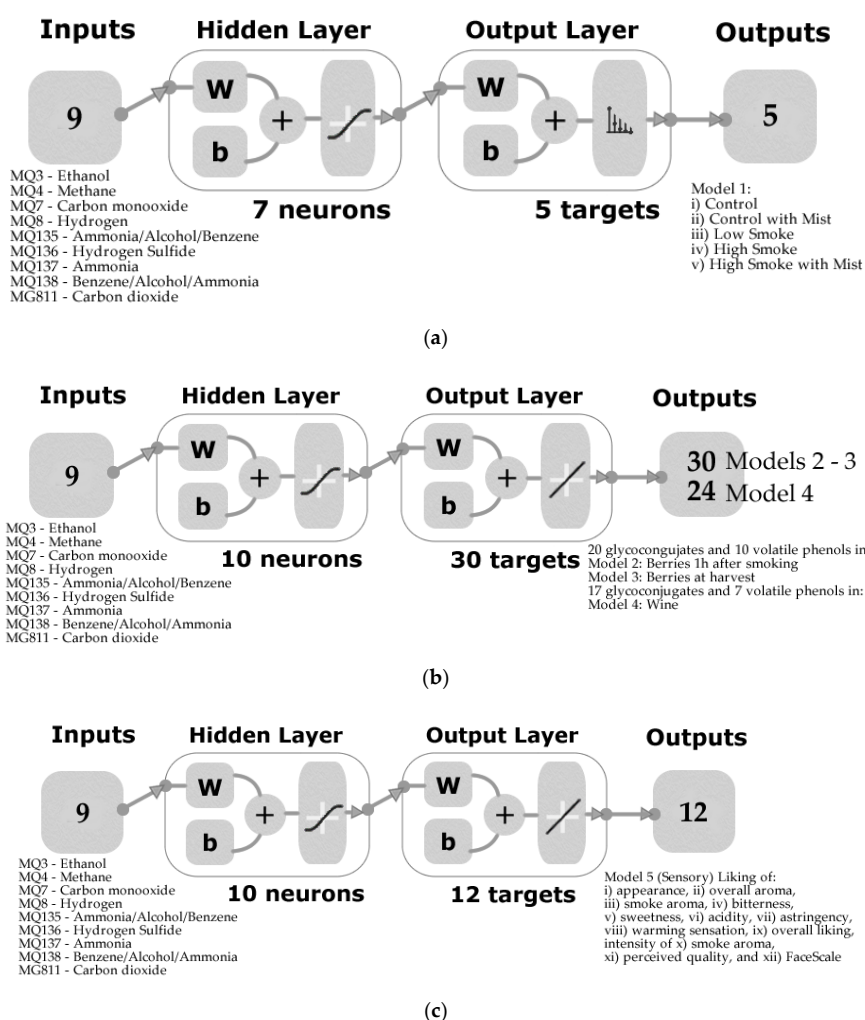 Inputs Hidden Layer Output Layer Outputs
9 W b + W b + 5
MQ3 - Ethanol
MQ4 - Methane
MQ7 - Carbon monooxide
MQ8 - Hydrogen
MQ135 - Ammonia/Alcohol/Benzene
MQ136 - Hydrogen Sulfide
MQ137 - Ammonia
MQ138 - Benzene/Alcohol/Ammonia
MG811 - Carbon dioxide
7 neurons
5 targets
Model 1:
i) Control
ii) Control with Mist
iii) Low Smoke
iv) High Smoke
v) High Smoke with Mist
(a)
Inputs Hidden Layer Output Layer Outputs
9 W b + W b +
30 Models 2 - 3
24 Model 4
MQ3 - Ethanol
MQ4 - Methane
MQ7 - Carbon monooxide
MQ8 - Hydrogen
MQ135 - Ammonia/Alcohol/Benzene
MQ136 - Hydrogen Sulfide
MQ137 - Ammonia
MQ138 - Benzene/Alcohol/Ammonia
MG811 - Carbon dioxide
10 neurons
30 targets
20 glycocongujates and 10 volatile phenols in
Model 2: Berries 1h after smoking
Model 3: Berries at harvest
17 glycoconjugates and 7 volatile phenols in:
Model 4: Wine
(b)
Inputs Hidden Layer Output Layer Outputs
9 W b + W b + 12
MQ3 - Ethanol
MQ4 - Methane
MQ7 - Carbon monooxide
MQ8 - Hydrogen
MQ135 - Ammonia/Alcohol/Benzene
MQ136 - Hydrogen Sulfide
MQ137 - Ammonia
MQ138 - Benzene/Alcohol/Ammonia
MG811 - Carbon dioxide
10 neurons
12 targets
Model 5 (Sensory) Liking of:
i) appearance, ii) overall aroma,
iii) smoke aroma, iv) bitterness,
v) sweetness, vi) acidity, vii) astringency,
viii) warming sensation, ix) overall liking,
intensity of x) smoke aroma,
xi) perceived quality, and xii) FaceScale
(c)